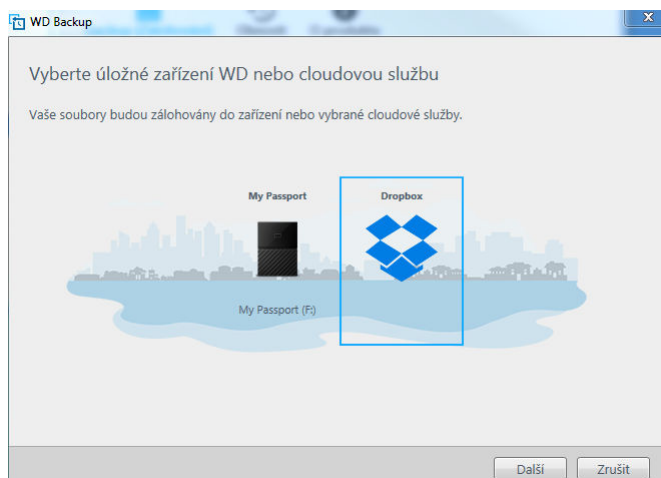 WD Backup
Vyberte úložné zařízení WD nebo cloudovou službu
Vaše soubory budou zálohovány do zařízení nebo vybrané cloudové služby.
My Passport
Dropbox
My Passport (F:)
Další
Zrušit